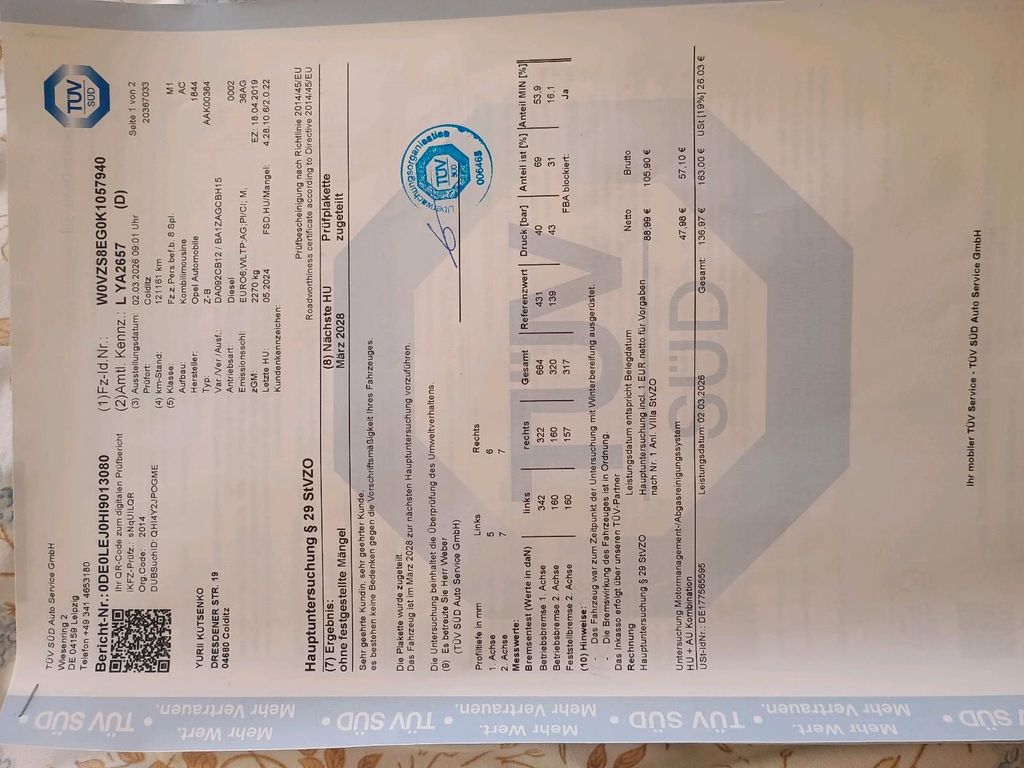 TÜV SÜD Auto Service GmbH
Wiesenring 2
DE 04159 Leipzig
Telefon +49 341 4653180
Bericht-Nr.: 0DE0LEJ0HI9013080
Ihr QR-Code zum digitalen Prüfbericht
iKFZ-Prüfz.: sNqUiLQR
Org.Code: 2014
DUBSuchID: QHI4Y2JPOGME
YURII KUTSENKO
DRESDENER STR. 19
04680 Colditz
(1)Fz-Id.Nr.: W0VZS8EG0K1057940
(2)Amtl. Kennz.: L YA2657 (D)
(3) Ausstellungsdatum: 02.03.2026 09:01 Uhr Seite 1 von 2
Prüfort: Colditz 20367033
(4) km-Stand: 121161 km
(5) Klasse: Fz.z.Pers.bef.b. 8 Spl. M1
Aufbau: Kombilimousine AC
Hersteller: Opel Automobile 1844
Typ: Z-B AAK00364
Var./Ver./Ausf.: DA092CB12 / BA1ZAGCBH15
Antriebsart: Diesel 0002
Emissionsschl: EURO6,WLTP;AG;PI/CI; M, 36AG
zGM: 2270 kg EZ: 18.04.2019
Letzte HU: 05.2024 FSD,HU/Mangel: 4.28.10.6/2.0.22
Kundenkennzeichen:
TÜV
SÜD
Hauptuntersuchung § 29 StVZO
Prüfbescheinigung nach Richtlinie 2014/45/EU
Roadworthiness certificate according to Directive 2014/45/EU
(7) Ergebnis: (8) Nächste HU Prüfplakette
ohne festgestellte Mängel März 2028 zugeteilt
Sehr geehrte Kundin, sehr geehrter Kunde,
es bestehen keine Bedenken gegen die Vorschriftsmäßigkeit Ihres Fahrzeuges.
Die Plakette wurde zugeteilt.
Das Fahrzeug ist im März 2028 zur nächsten Hauptuntersuchung vorzuführen.
Die Untersuchung beinhaltet die Überprüfung des Umweltverhaltens.
(9) Es betreute Sie Herr Weber
(TÜV SÜD Auto Service GmbH)
Überwachungsorganisation
TÜV
SÜD
006465
Profiltiefe in mm Links Rechts
1. Achse 5 6
2. Achse 7 7
Messwerte:
Bremsentest (Werte in daN) links rechts Gesamt Referenzwert Druck [bar] Anteil ist [%] Anteil MIN [%]
Betriebsbremse 1. Achse 342 322 664 431 40 69 53.9
Betriebsbremse 2. Achse 160 160 320 139 43 31 16.1
Feststellbremse 2. Achse 160 157 317 FBA blockiert: Ja
(10) Hinweise:
- Das Fahrzeug war zum Zeitpunkt der Untersuchung mit Winterbereifung ausgerüstet.
- Die Bremswirkung des Fahrzeuges ist in Ordnung.
Das Inkasso erfolgt über unseren TÜV-Partner
Rechnung Leistungsdatum entspricht Belegdatum Netto Brutto
Hauptuntersuchung § 29 StVZO Hauptuntersuchung incl. 1 EUR. netto für Vorgaben 88,99 € 105,90 €
nach Nr. 1 Anl. VIIIa StVZO
Untersuchung Motormanagement-/Abgasreinigungssystem 47,98 € 57,10 €
HU + AU Kombination
USt-IdNr.: DE177565595 Leistungsdatum: 02.03.2026 Gesamt: 136,97 € 163,00 € USt [19%] 26.03 €
Ihr mobiler TÜV Service • TÜV SÜD Auto Service GmbH
Mehr Wert.
Mehr Vertrauen.
TÜV SÜD • TÜV SÜD • TÜV SÜD • TÜV SÜD